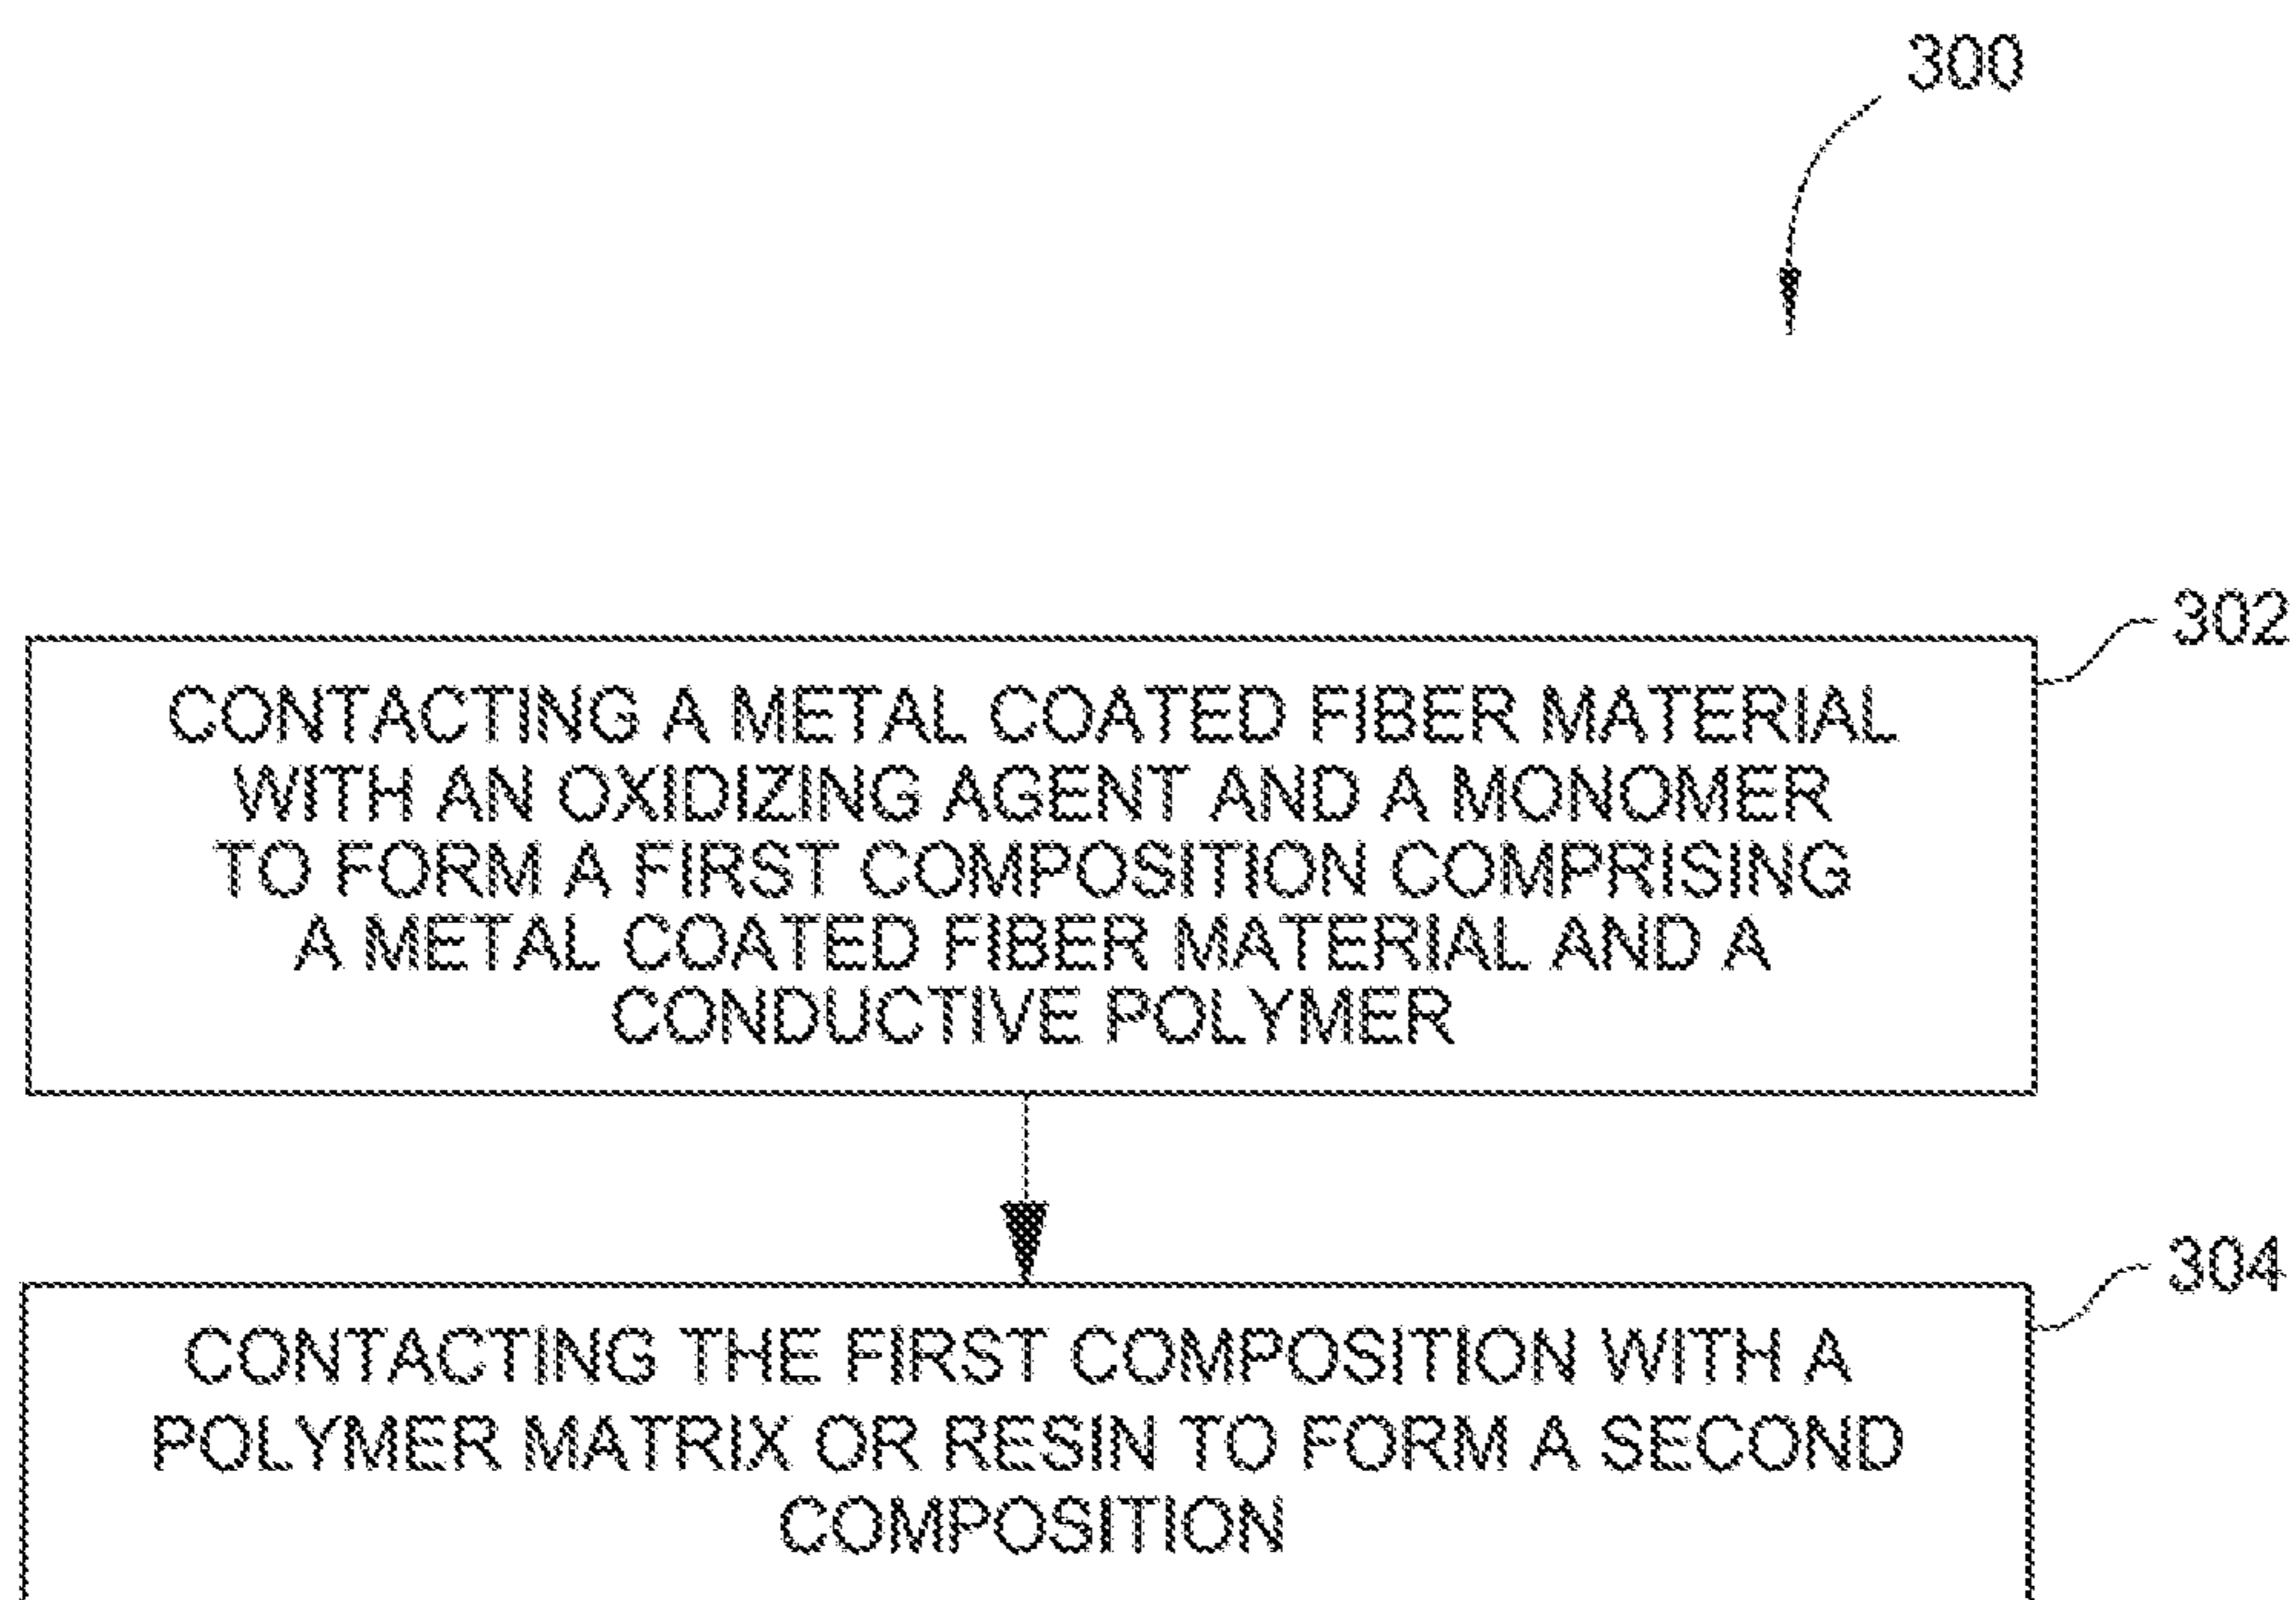 300
302
CONTACTING A METAL COATED FIBER MATERIAL
WITH AN OXIDIZING AGENT AND A MONOMER
TO FORM A FIRST COMPOSITION COMPRISING
A METAL COATED FIBER MATERIAL AND A
CONDUCTIVE POLYMER
304
CONTACTING THE FIRST COMPOSITION WITH A
POLYMER MATRIX OR RESIN TO FORM A SECOND
COMPOSITION